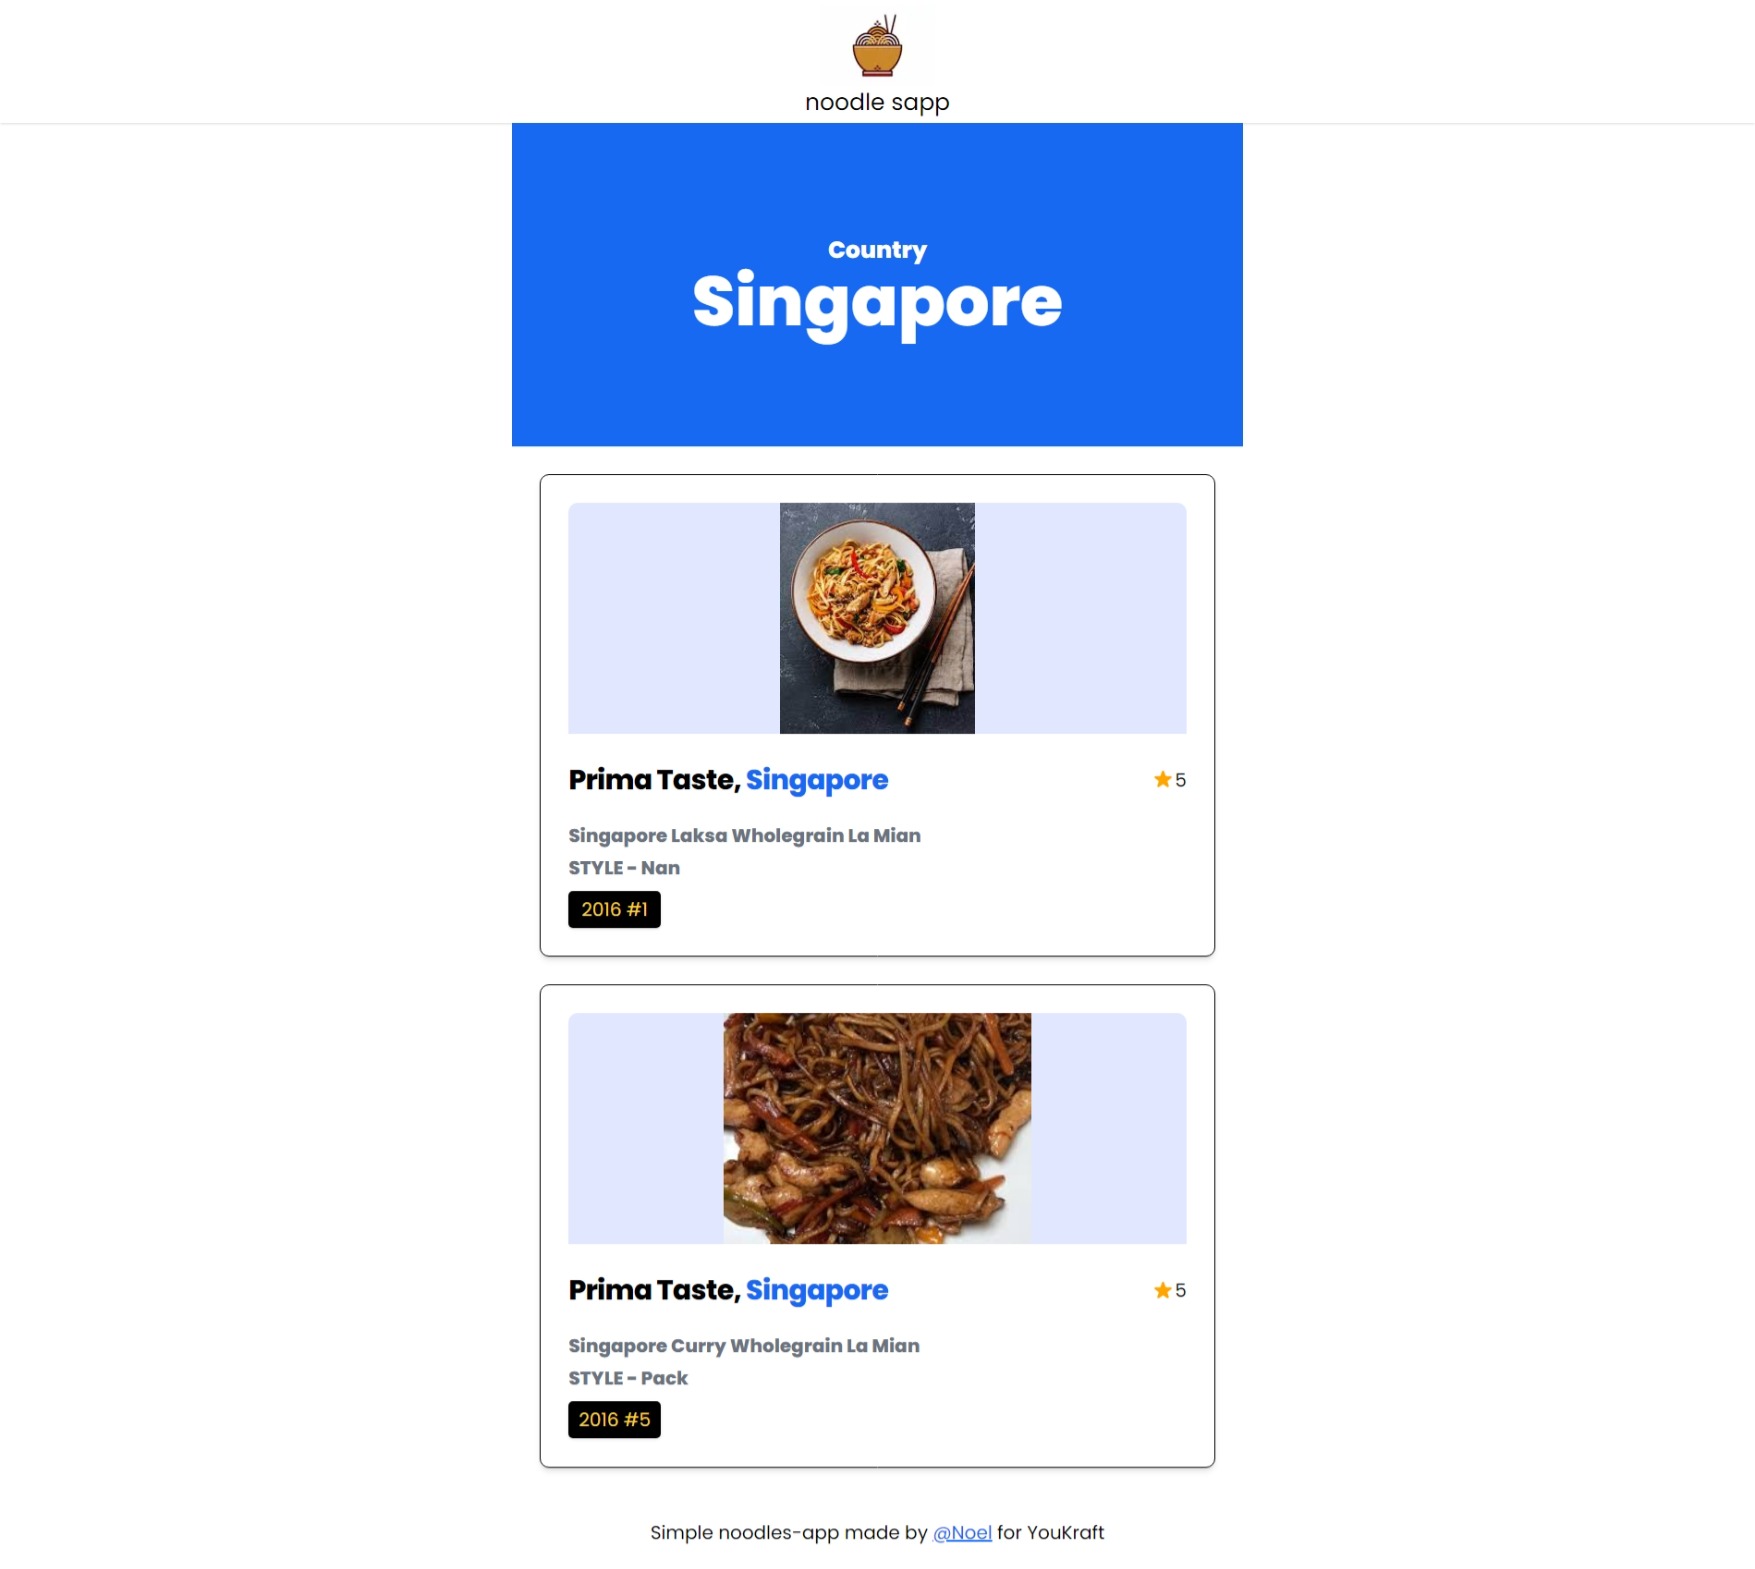 noodle sapp
Country
Singapore
Prima Taste, Singapore
5
Singapore Laksa Wholegrain La Mian
STYLE - Nan
2016 #1
Prima Taste, Singapore
5
Singapore Curry Wholegrain La Mian
STYLE - Pack
2016 #5
Simple noodles-app made by @Noel for YouKraft